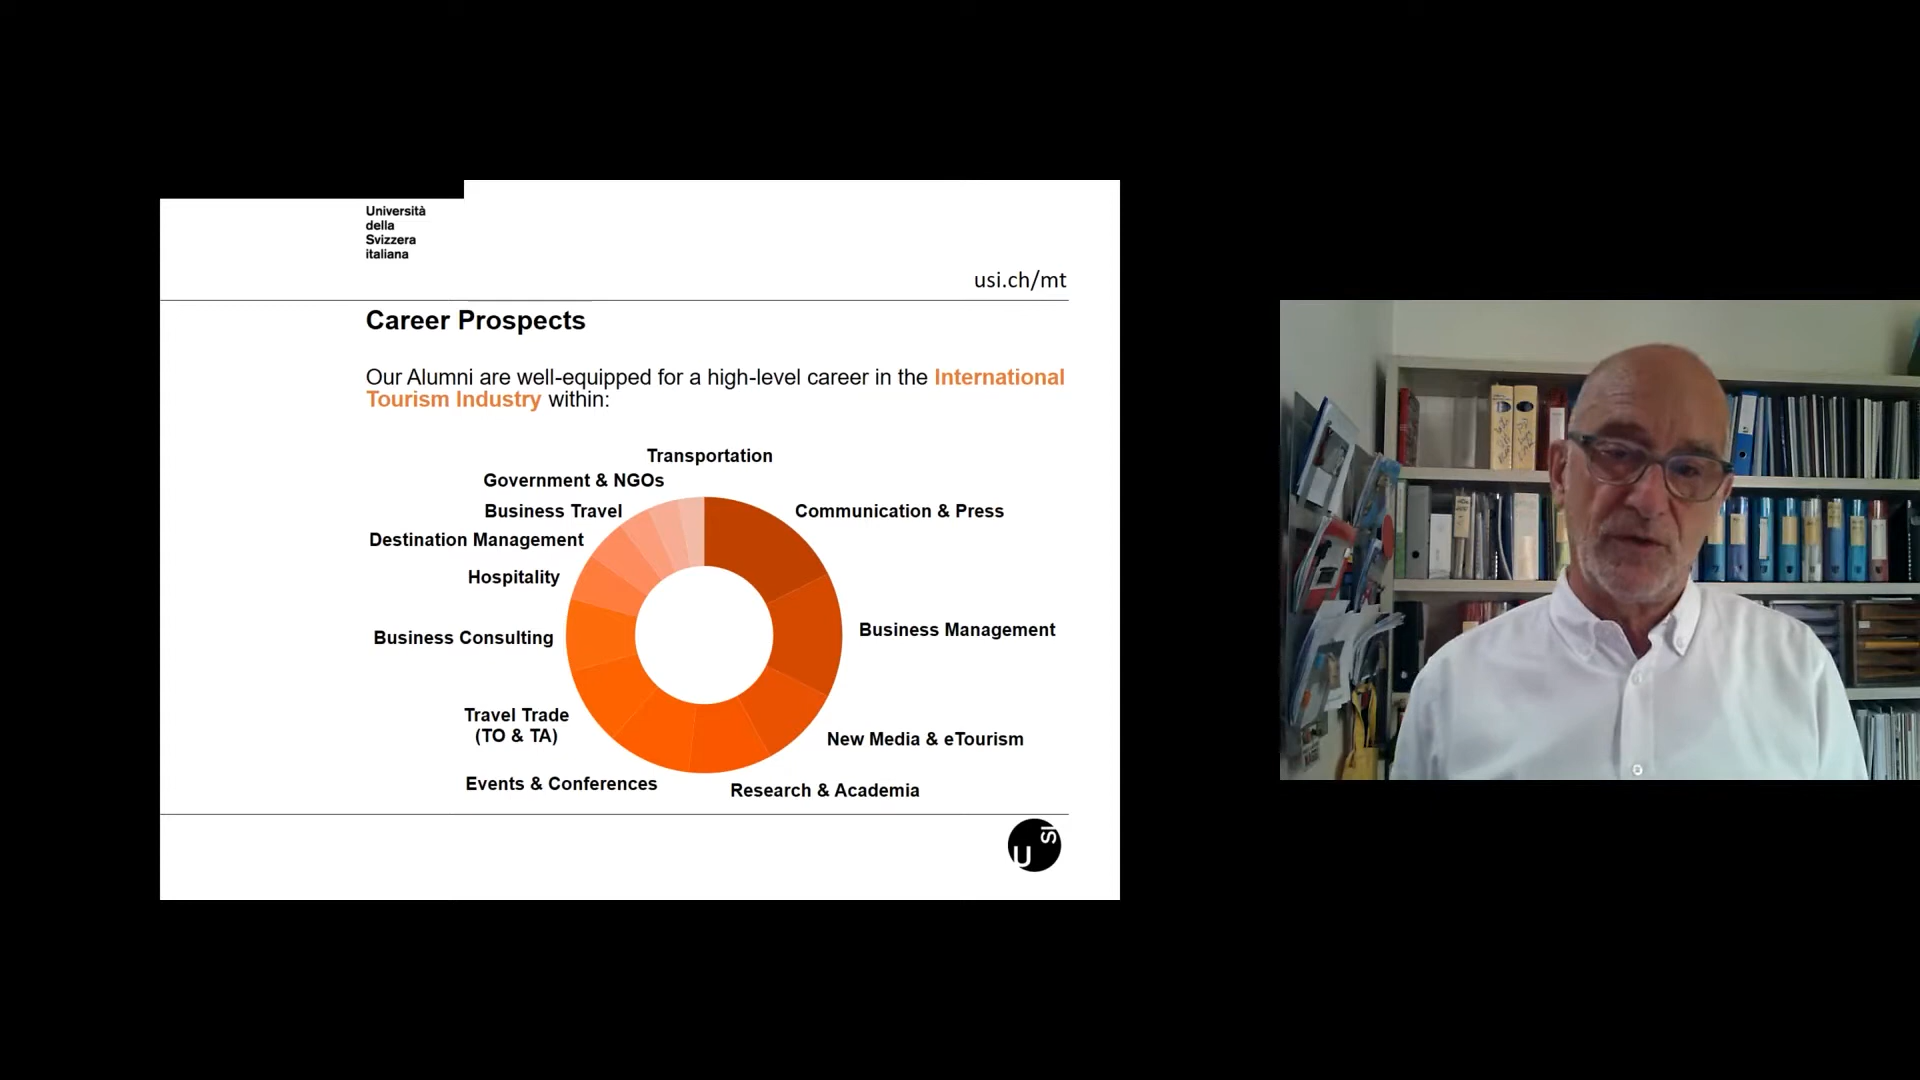 Università
della
Svizzera
italiana
usi.ch/mt
Career Prospects
Our Alumni are well-equipped for a high-level career in the International
Tourism Industry within:
Transportation
Government & NGOs
Business Travel
Communication & Press
Destination Management
Hospitality
Business Management
Business Consulting
Travel Trade
(TO & TA)
New Media & eTourism
Events & Conferences
Research & Academia
U
SI